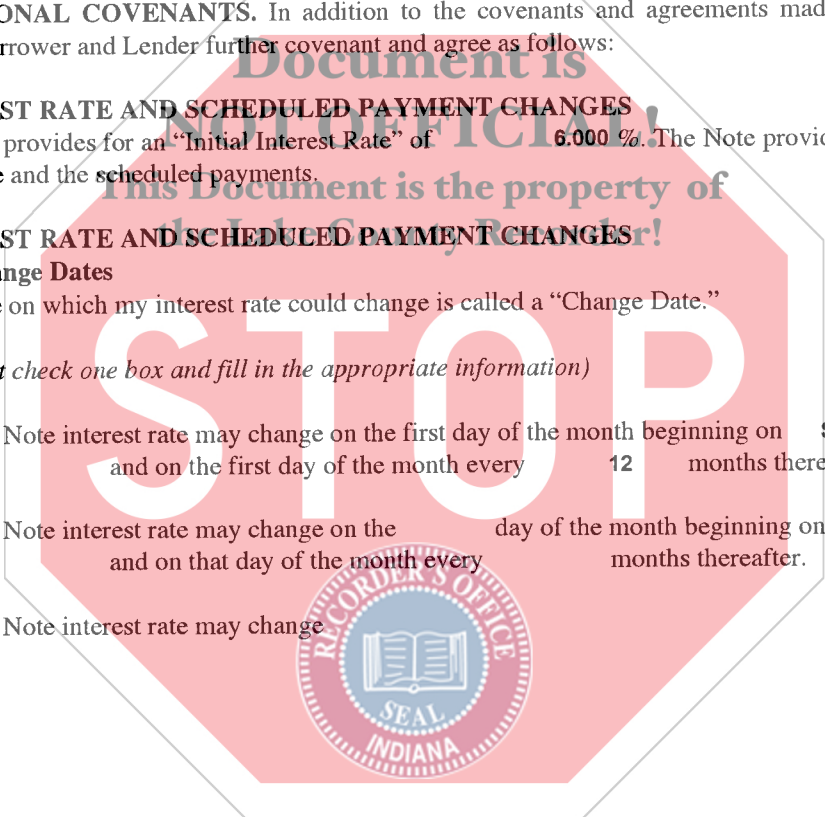 ONAL COVENANTS. In addition to the covenants and agreements mad
rrower and Lender further covenant and agree as follows:
Document is
ST RATE AND SCHEDULED PAYMENT CHANGES
NOT OFFICIAL!
provides for an “Initial Interest Rate” of 6.000 %. The Note provid
e and the scheduled payments.
This Document is the property of
the Lake County Recorder!
ST RATE AND SCHEDULED PAYMENT CHANGES
nge Dates
e on which my interest rate could change is called a “Change Date.”
STOP
t check one box and fill in the appropriate information)
Note interest rate may change on the first day of the month beginning on
and on the first day of the month every 12 months there
Note interest rate may change on the day of the month beginning on
and on that day of the month every months thereafter.
Note interest rate may change
RECORDER'S OFFICE
SEAL
INDIANA